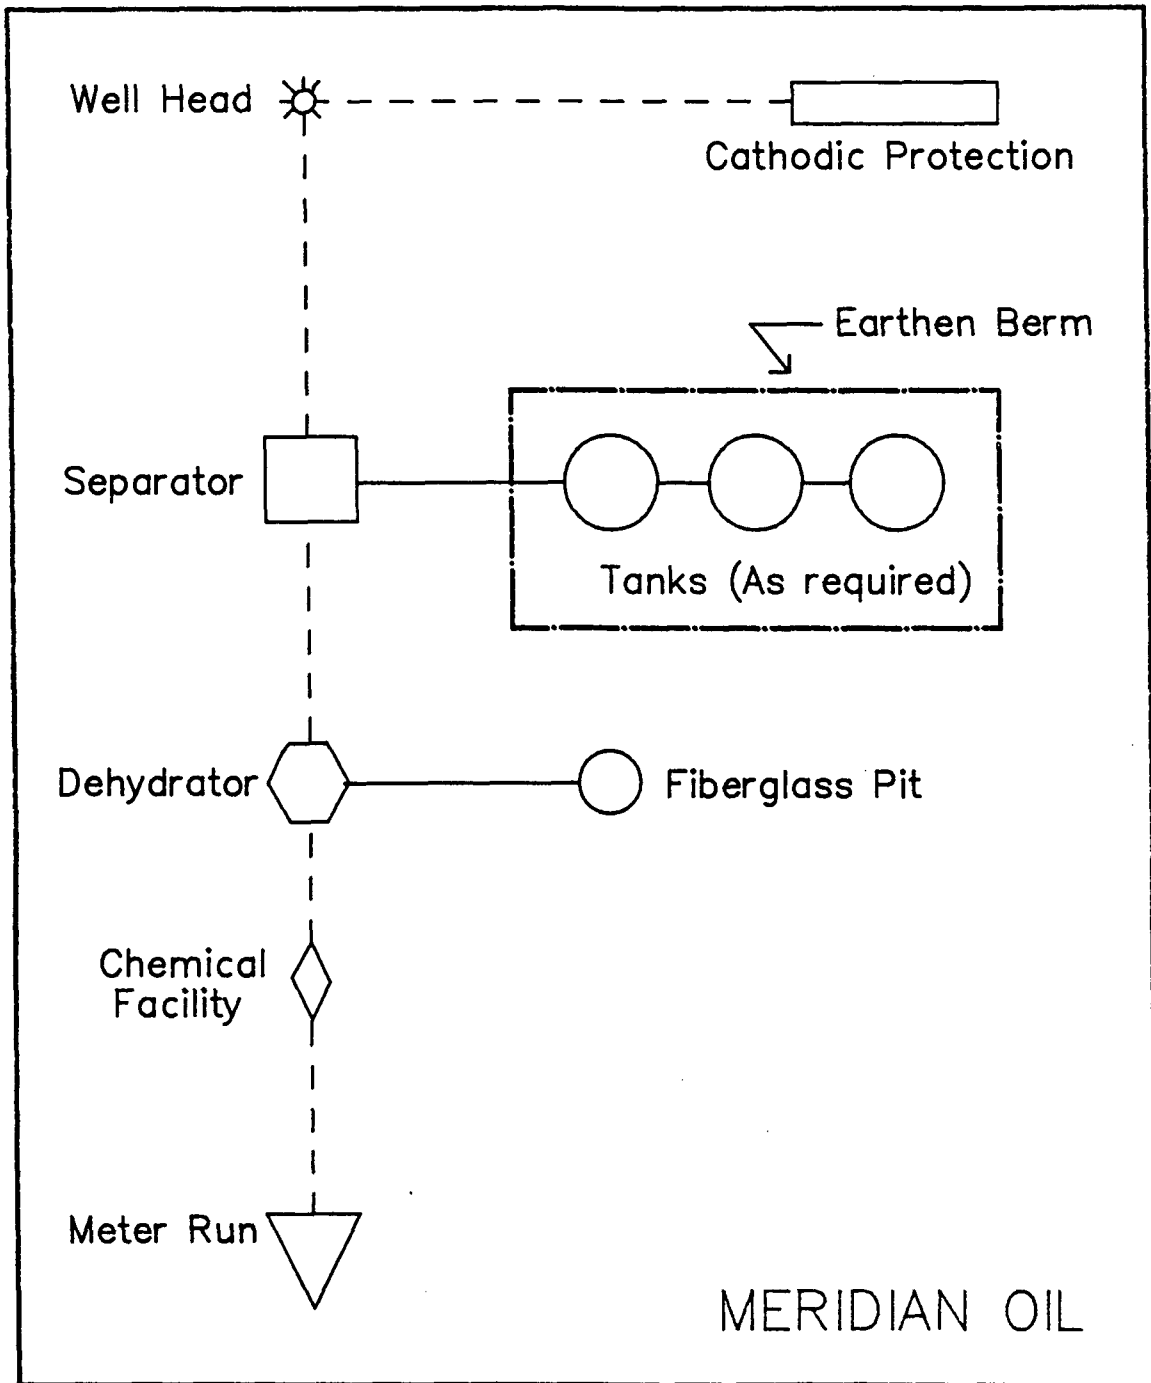 Well Head
Cathodic Protection
Earthen Berm
Separator
Tanks (As required)
Dehydrator
Fiberglass Pit
Chemical
Facility
Meter Run
MERIDIAN OIL